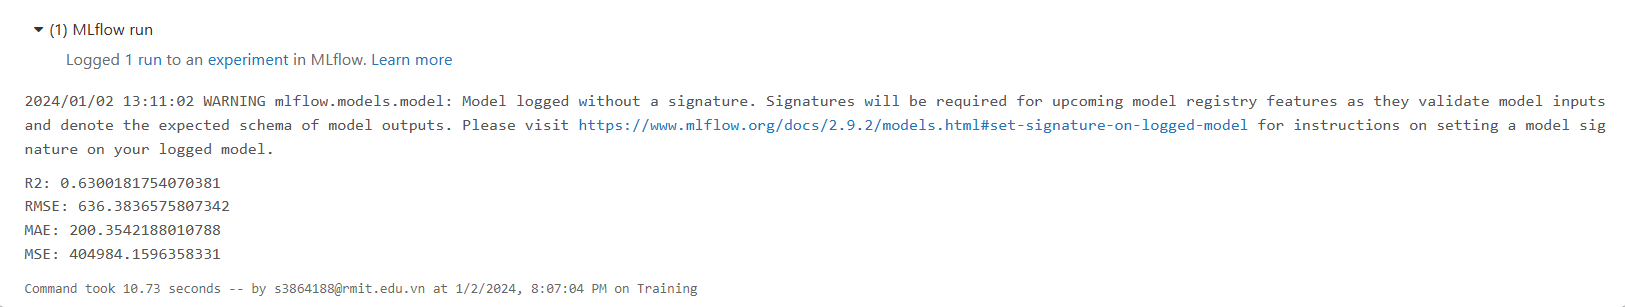 (1) MLflow run
Logged 1 run to an experiment in MLflow. Learn more
2024/01/02 13:11:02 WARNING mlflow.models.model: Model logged without a signature. Signatures will be required for upcoming model registry features as they validate model inputs
and denote the expected schema of model outputs. Please visit https://www.mlflow.org/docs/2.9.2/models.html#set-signature-on-logged-model for instructions on setting a model sig
nature on your logged model.
R2: 0.6300181754070381
RMSE: 636.3836575807342
MAE: 200.3542188010788
MSE: 404984.1596358331
Command took 10.73 seconds -- by s3864188@rmit.edu.vn at 1/2/2024, 8:07:04 PM on Training